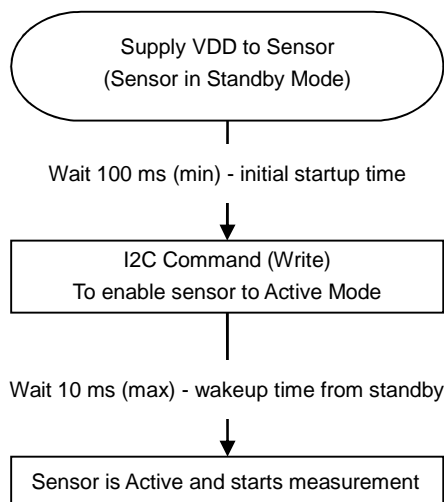 Supply VDD to Sensor
(Sensor in Standby Mode)
Wait 100 ms (min) - initial startup time
I2C Command (Write)
To enable sensor to Active Mode
Wait 10 ms (max) - wakeup time from standby
Sensor is Active and starts measurement